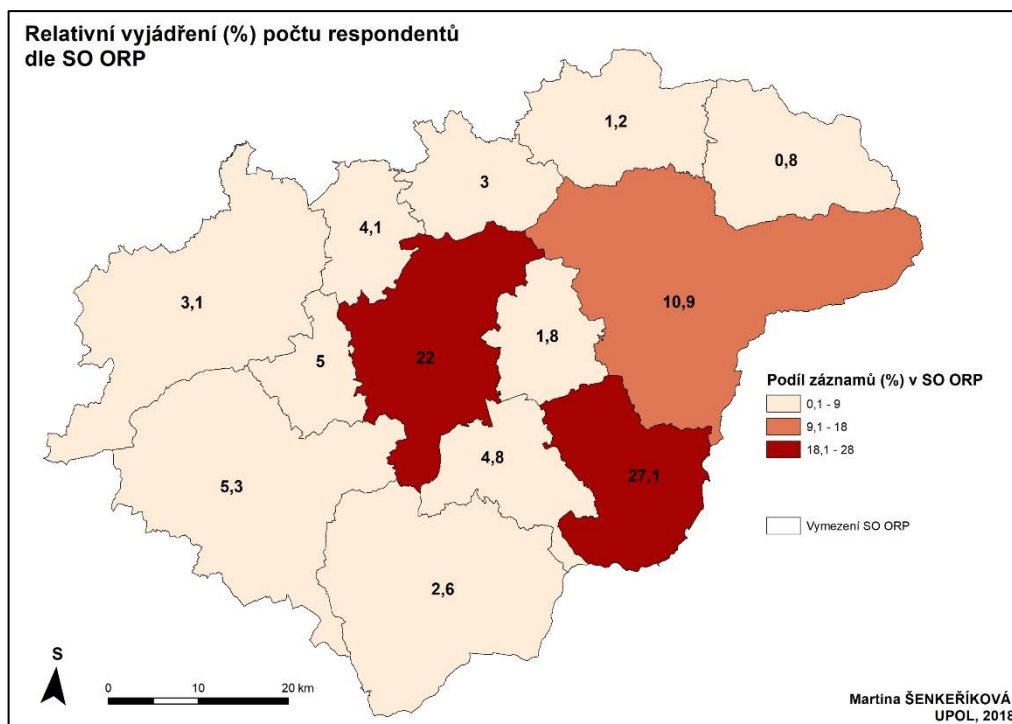 Relativní vyjádření (%) počtu respondentů
dle SO ORP
1,2
0,8
3
4,1
3,1
10,9
1,8
22
5
Podíl záznamů (%) v SO ORP
0,1 - 9
9,1 - 18
18,1 - 28
4,8
27,1
5,3
Vymezení SO ORP
2,6
S
0 10 20 km
Martina ŠENKEŘÍKOVÁ
UPOL, 2018